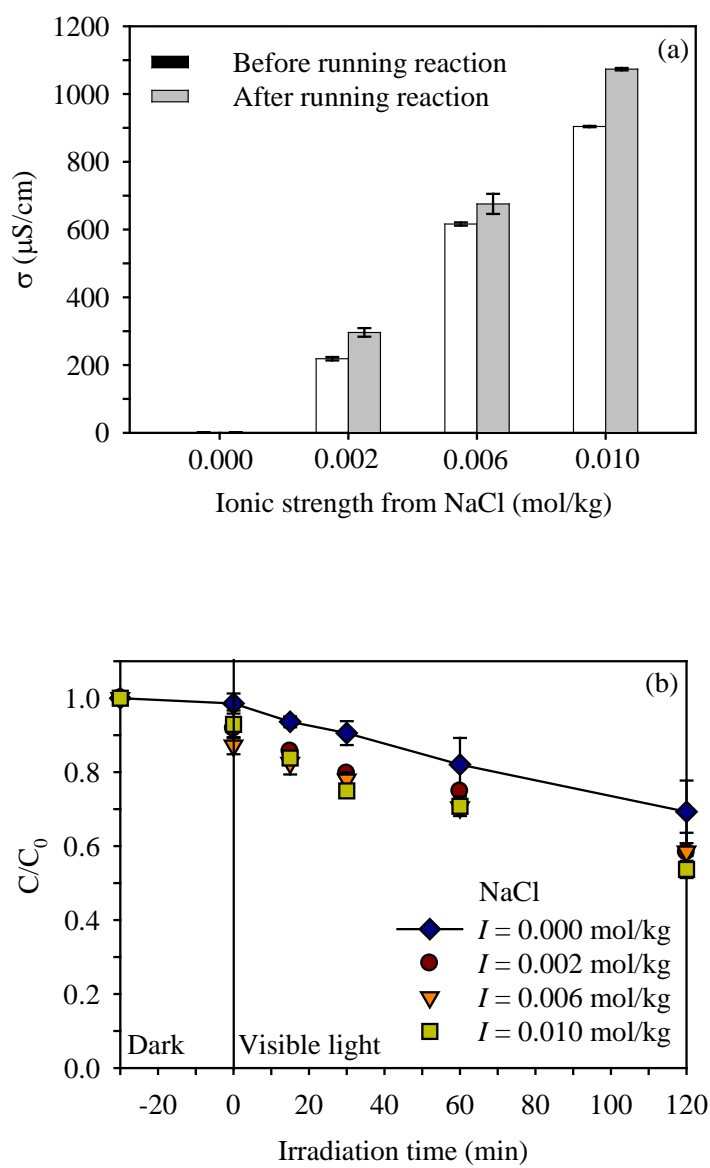 1200
(a)
Before running reaction
1000
After running reaction
800
σ (μS/cm)
600
400
200
0
0.000 0.002 0.006 0.010
Ionic strength from NaCl (mol/kg)
(b)
1.0
0.8
C/C0
0.6
NaCl
I = 0.000 mol/kg
0.4
I = 0.002 mol/kg
0.2
I = 0.006 mol/kg
I = 0.010 mol/kg
Dark Visible light
0.0
-20 0 20 40 60 80 100 120
Irradiation time (min)